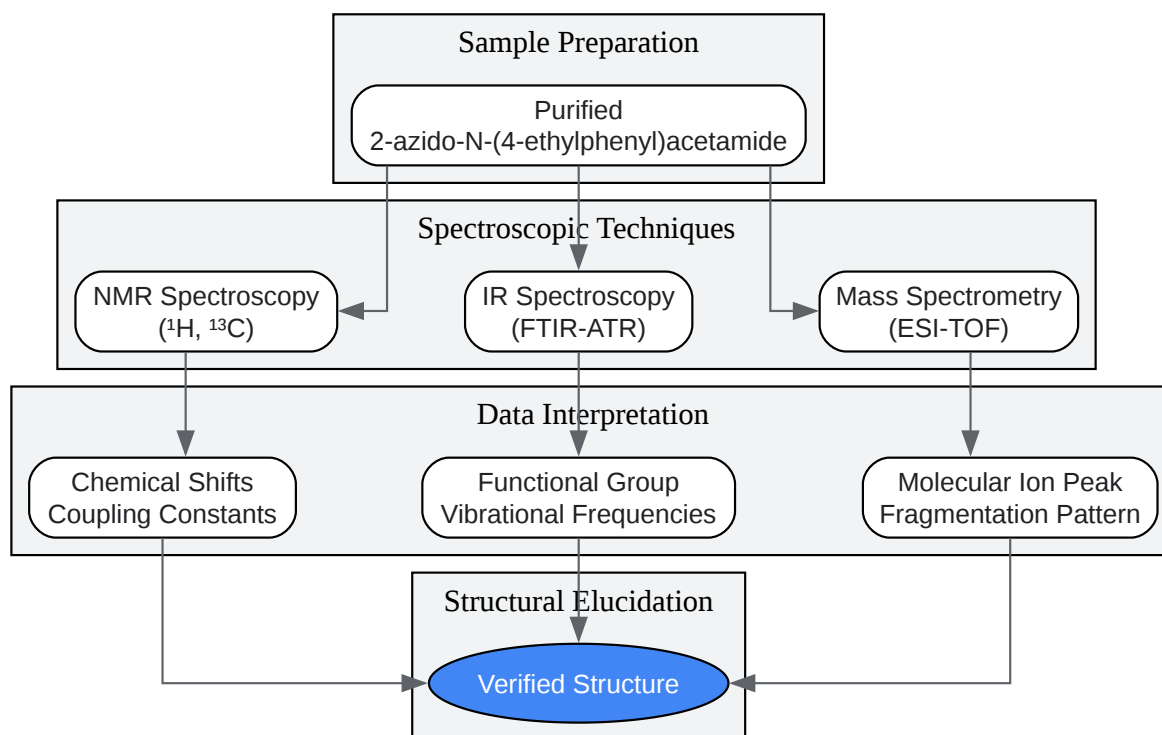 Sample Preparation
Purified
2-azido-N-(4-ethylphenyl)acetamide
Spectroscopic Techniques
NMR Spectroscopy
(¹H, ¹³C)
IR Spectroscopy
(FTIR-ATR)
Mass Spectrometry
(ESI-TOF)
Data Interpretation
Chemical Shifts
Coupling Constants
Functional Group
Vibrational Frequencies
Molecular Ion Peak
Fragmentation Pattern
Structural Elucidation
Verified Structure